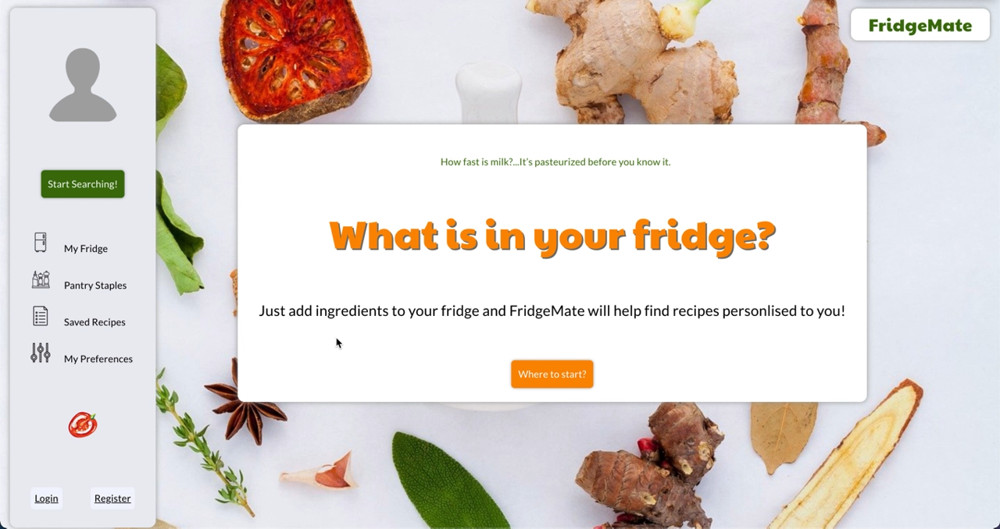 FridgeMate
Start Searching!
My Fridge
Pantry Staples
Saved Recipes
My Preferences
Login
Register
How fast is milk?...It's pasteurized before you know it.
What is in your fridge?
Just add ingredients to your fridge and FridgeMate will help find recipes personlised to you!
Where to start?